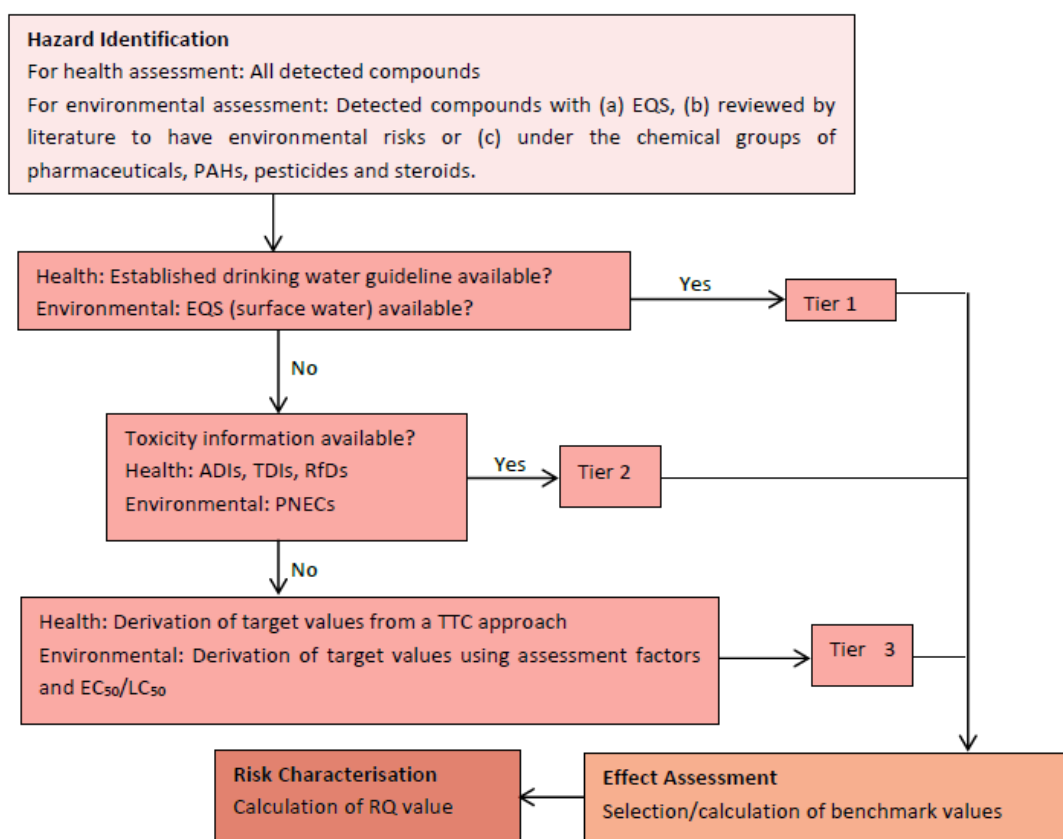 Hazard Identification
For health assessment: All detected compounds
For environmental assessment: Detected compounds with (a) EQS, (b) reviewed by
literature to have environmental risks or (c) under the chemical groups of
pharmaceuticals, PAHs, pesticides and steroids.
Health: Established drinking water guideline available?
Environmental: EQS (surface water) available?
Yes
Tier 1
No
Toxicity information available?
Health: ADIs, TDIs, RfDs
Environmental: PNECs
Yes
Tier 2
No
Health: Derivation of target values from a TTC approach
Environmental: Derivation of target values using assessment factors
and EC₅₀/LC₅₀
Tier 3
Risk Characterisation
Calculation of RQ value
Effect Assessment
Selection/calculation of benchmark values